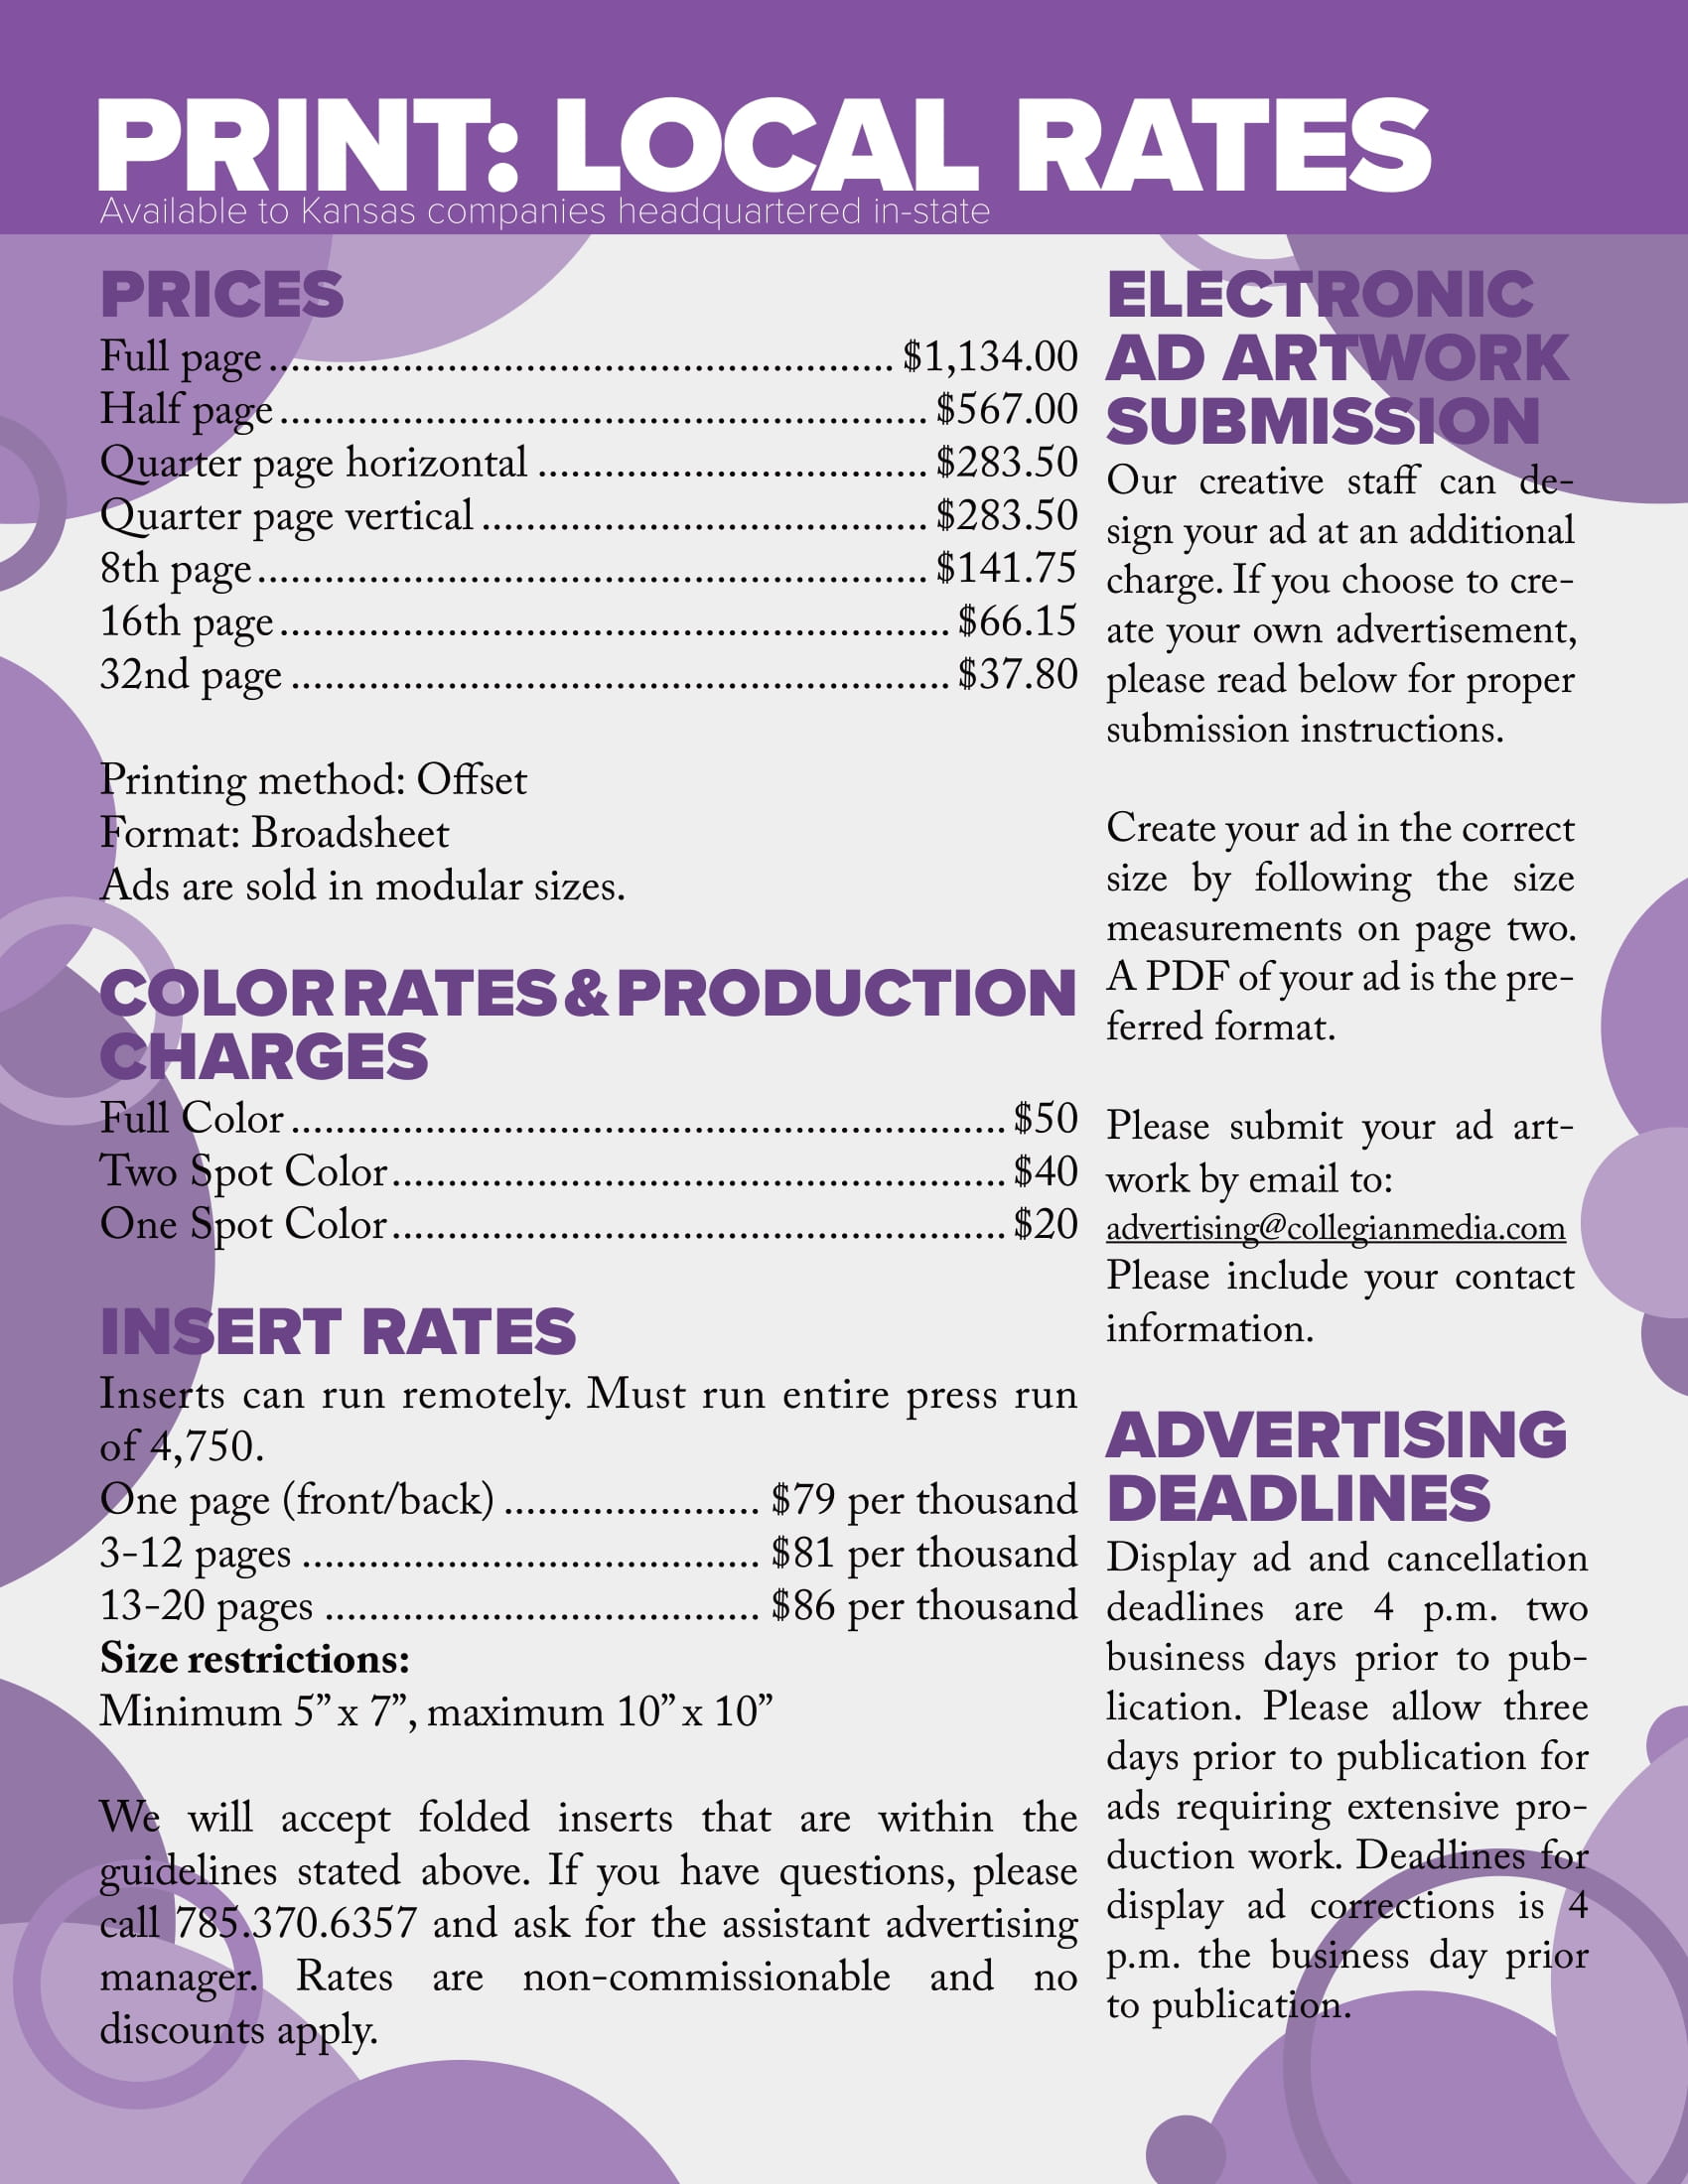 PRINT: LOCAL RATES
Available to Kansas companies headquartered in-state
PRICES
Full page ........................................................ $1,134.00
Half page .......................................................... $567.00
Quarter page horizontal ................................... $283.50
Quarter page vertical ........................................ $283.50
8th page ............................................................ $141.75
16th page ............................................................ $66.15
32nd page ........................................................... $37.80
Printing method: Offset
Format: Broadsheet
Ads are sold in modular sizes.
COLOR RATES & PRODUCTION
CHARGES
Full Color ................................................................ $50
Two Spot Color ....................................................... $40
One Spot Color ....................................................... $20
INSERT RATES
Inserts can run remotely. Must run entire press run
of 4,750.
One page (front/back) ....................... $79 per thousand
3-12 pages ......................................... $81 per thousand
13-20 pages ....................................... $86 per thousand
Size restrictions:
Minimum 5” x 7”, maximum 10” x 10”
We will accept folded inserts that are within the
guidelines stated above. If you have questions, please
call 785.370.6357 and ask for the assistant advertising
manager. Rates are non-commissionable and no
discounts apply.
ELECTRONIC
AD ARTWORK
SUBMISSION
Our creative staff can de-
sign your ad at an additional
charge. If you choose to cre-
ate your own advertisement,
please read below for proper
submission instructions.
Create your ad in the correct
size by following the size
measurements on page two.
A PDF of your ad is the pre-
ferred format.
Please submit your ad art-
work by email to:
advertising@collegianmedia.com
Please include your contact
information.
ADVERTISING
DEADLINES
Display ad and cancellation
deadlines are 4 p.m. two
business days prior to pub-
lication. Please allow three
days prior to publication for
ads requiring extensive pro-
duction work. Deadlines for
display ad corrections is 4
p.m. the business day prior
to publication.